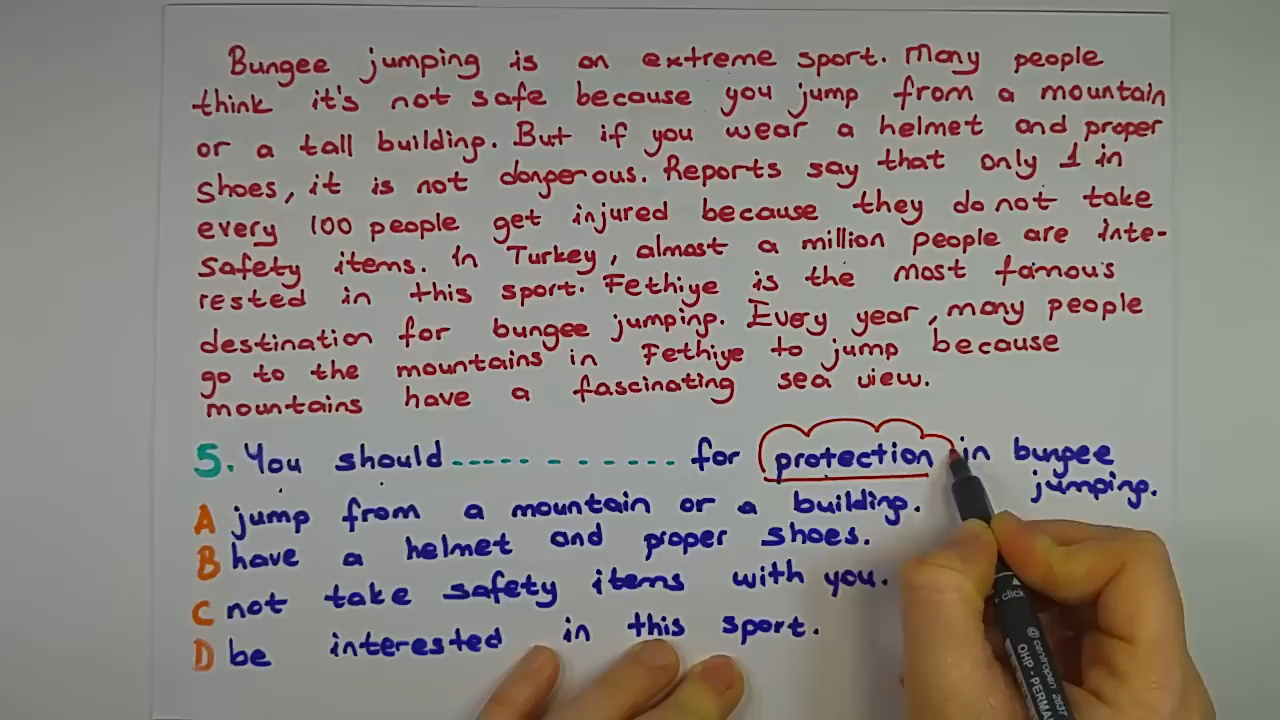 Bungee jumping is an extreme sport. Many people
think it's not safe because you jump from a mountain
or a tall building. But if you wear a helmet and proper
shoes, it is not dangerous. Reports say that only 1 in
every 100 people get injured because they do not take
safety items. In Turkey, almost a million people are inte-
rested in this sport. Fethiye is the most famous
destination for bungee jumping. Every year, many people
go to the mountains in Fethiye to jump because
mountains have a fascinating sea view.
5. You should ............ for protection in bungee
jumping.
A jump from a mountain or a building.
B have a helmet and proper shoes.
C not take safety items with you.
D be interested in this sport.
click
@ centropen 2637
OHP-PERMA